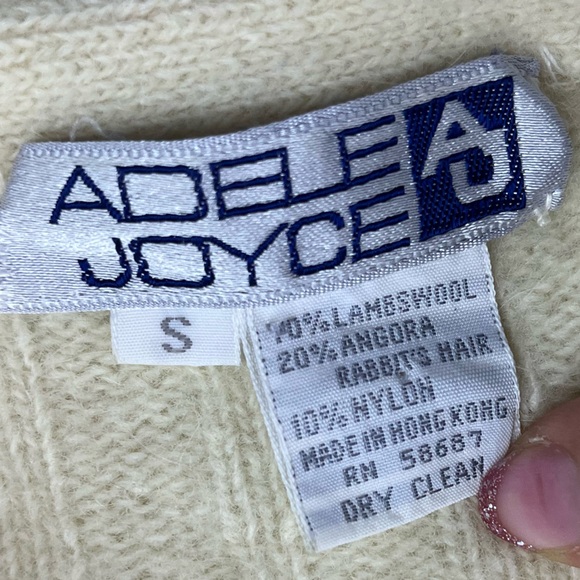 ADELE
JOYCE
AJ
S
70% LAMBSWOOL
20% ANGORA
RABBIT'S HAIR
10% NYLON
MADE IN HONG KONG
RN 58687
DRY CLEAN